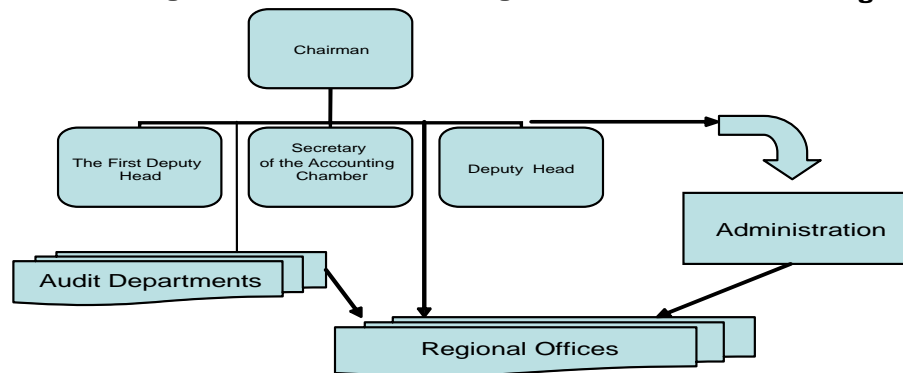 Chairman
The First Deputy
Head
Secretary
of the Accounting
Chamber
Deputy Head
Administration
Audit Departments
Regional Offices